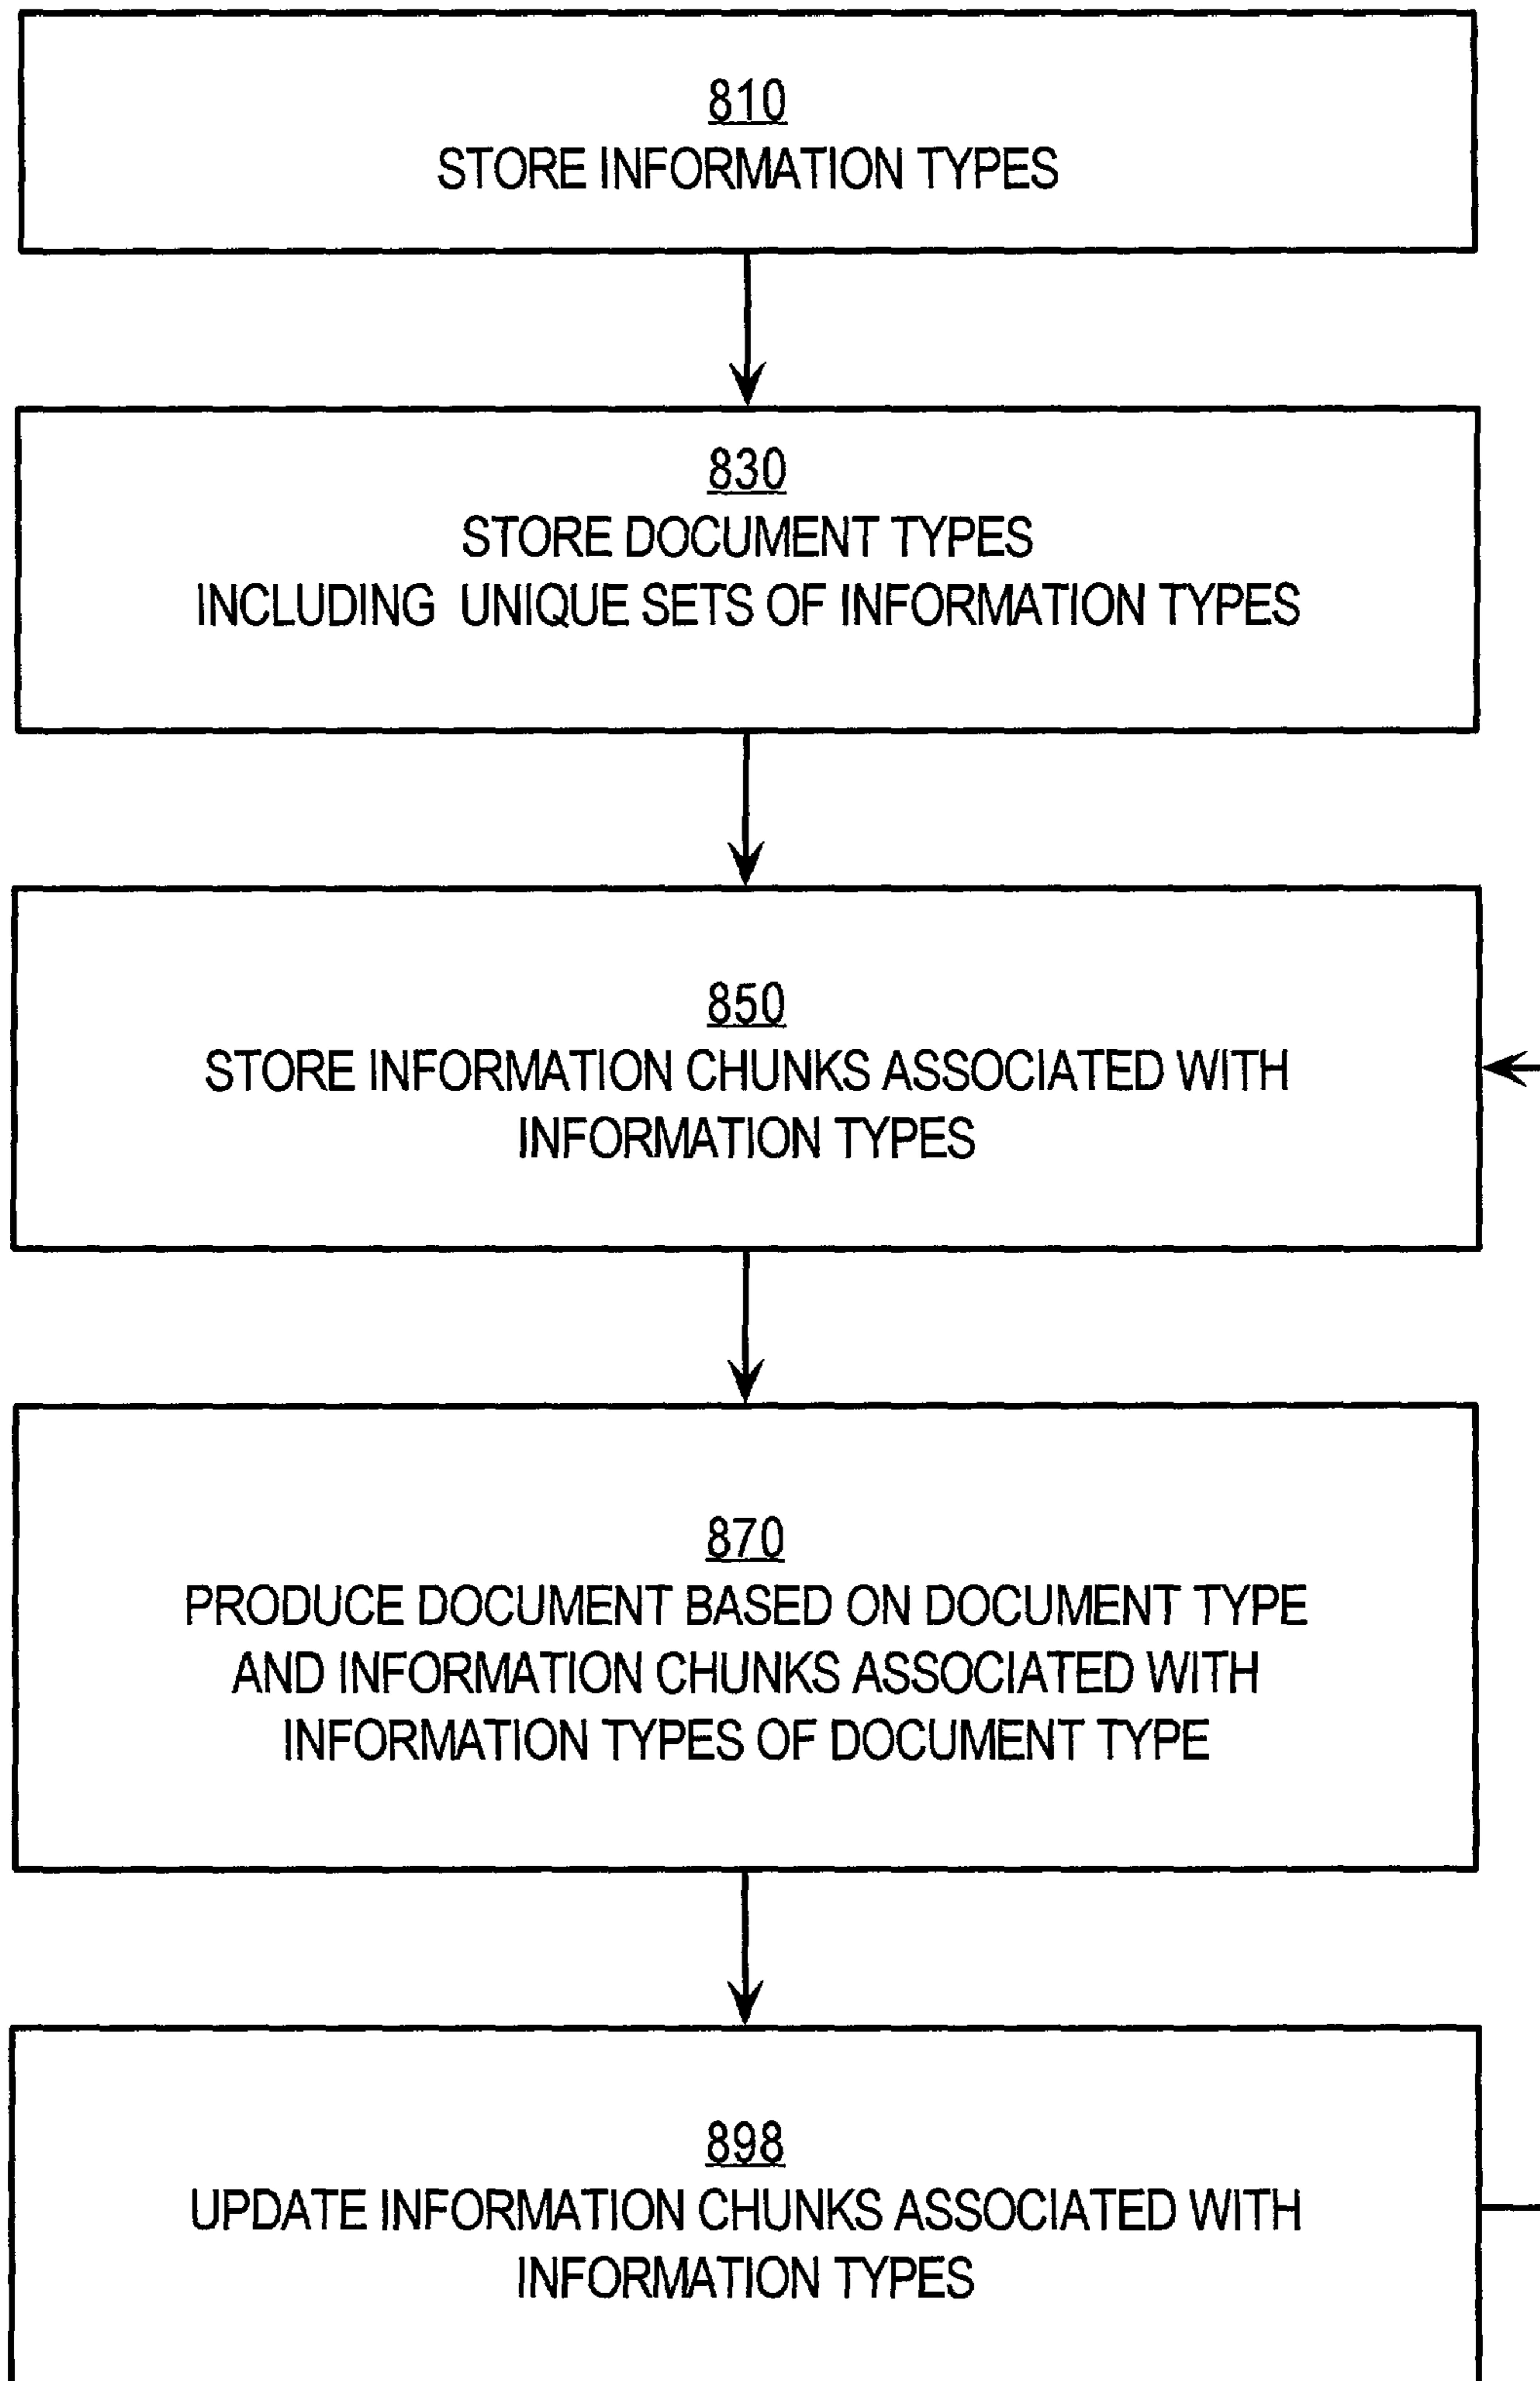 810
STORE INFORMATION TYPES
830
STORE DOCUMENT TYPES
INCLUDING UNIQUE SETS OF INFORMATION TYPES
850
STORE INFORMATION CHUNKS ASSOCIATED WITH
INFORMATION TYPES
870
PRODUCE DOCUMENT BASED ON DOCUMENT TYPE
AND INFORMATION CHUNKS ASSOCIATED WITH
INFORMATION TYPES OF DOCUMENT TYPE
898
UPDATE INFORMATION CHUNKS ASSOCIATED WITH
INFORMATION TYPES